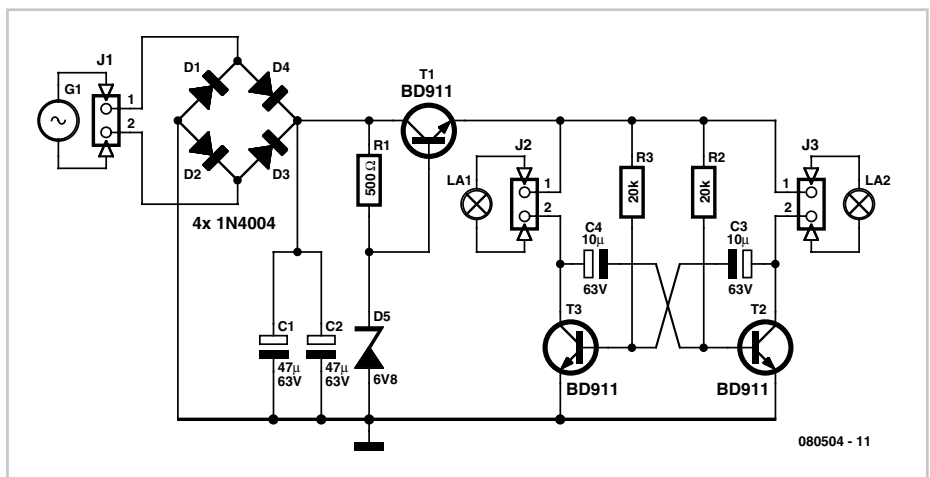 J1
G1
1
2
D1
D4
D2
D3
4x 1N4004
C1
47µ
63V
C2
47µ
63V
R1
500 Ω
D5
6V8
T1
BD911
J2
LA1
1
2
R3
20k
R2
20k
J3
1
2
LA2
C4
10µ
63V
C3
10µ
63V
T3
BD911
T2
BD911
080504 - 11